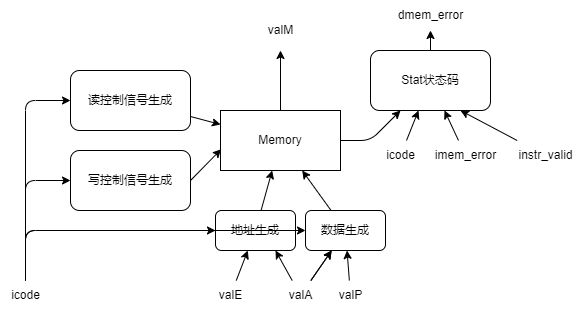 dmem_error
valM
Stat状态码
读控制信号生成
Memory
icode
imem_error
instr_valid
写控制信号生成
地址生成
数据生成
icode
valE
valA
valP